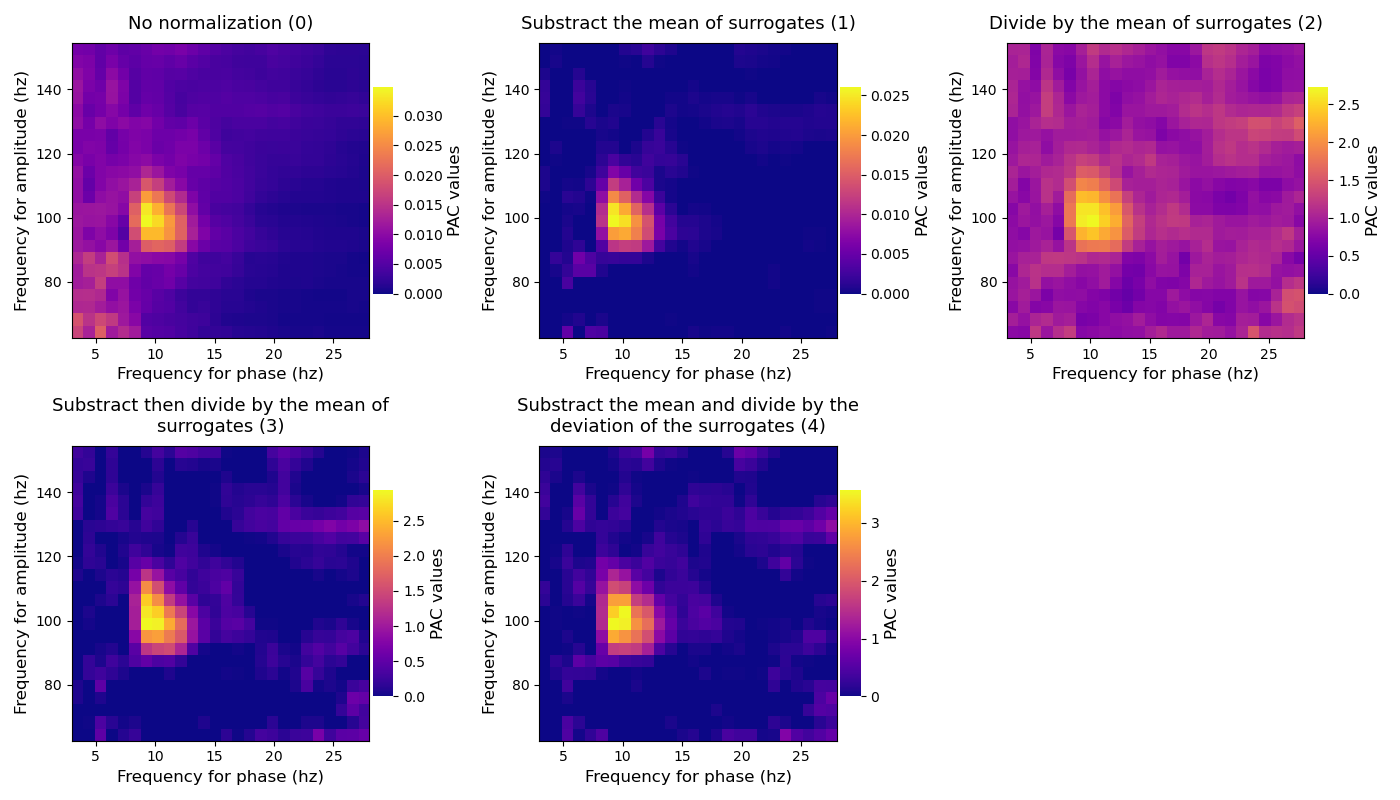 No normalization (0)
Frequency for amplitude (hz)
140
120
100
80
5 10 15 20 25
Frequency for phase (hz)
0.030
0.025
0.020
0.015
0.010
0.005
0.000
PAC values
Substract the mean of surrogates (1)
Frequency for amplitude (hz)
140
120
100
80
5 10 15 20 25
Frequency for phase (hz)
0.025
0.020
0.015
0.010
0.005
0.000
PAC values
Divide by the mean of surrogates (2)
Frequency for amplitude (hz)
140
120
100
80
5 10 15 20 25
Frequency for phase (hz)
2.5
2.0
1.5
1.0
0.5
0.0
PAC values
Substract then divide by the mean of
surrogates (3)
Frequency for amplitude (hz)
140
120
100
80
5 10 15 20 25
Frequency for phase (hz)
2.5
2.0
1.5
1.0
0.5
0.0
PAC values
Substract the mean and divide by the
deviation of the surrogates (4)
Frequency for amplitude (hz)
140
120
100
80
5 10 15 20 25
Frequency for phase (hz)
3
2
1
0
PAC values